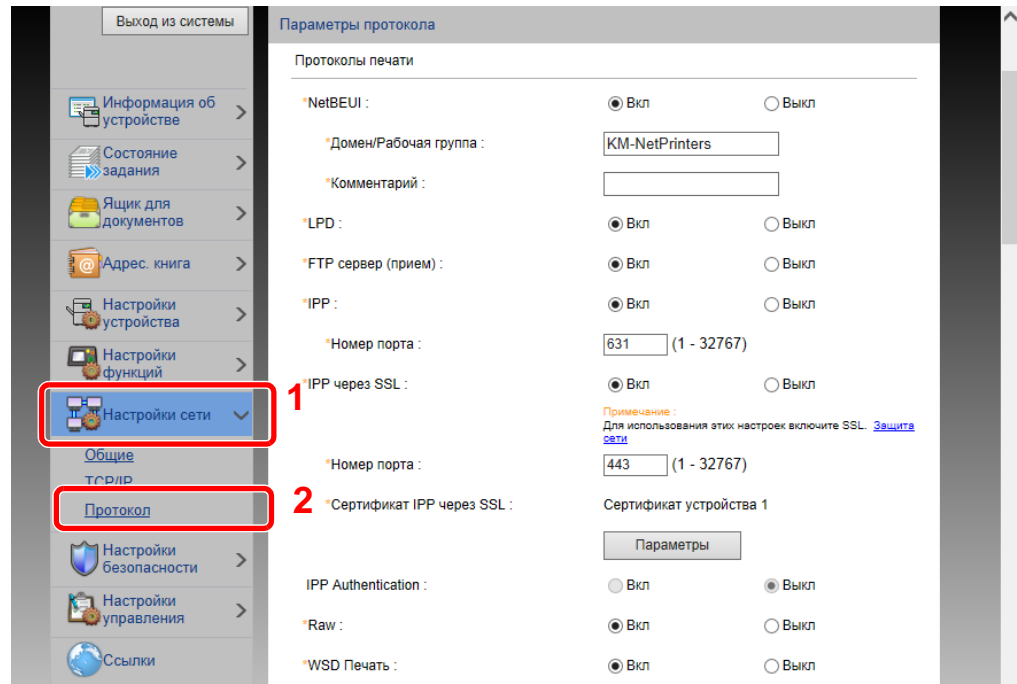 Выход из системы
Информация об
устройстве
Состояние
задания
Ящик для
документов
Адрес. книга
Настройки
устройства
Настройки
функций
Настройки сети
1
Общие
TCP/IP
Протокол
2
Настройки
безопасности
Настройки
управления
Ссылки
Параметры протокола
Протоколы печати
*NetBEUI : Вкл Выкл
*Домен/Рабочая группа : KM-NetPrinters
*Комментарий :
*LPD : Вкл Выкл
*FTP сервер (прием) : Вкл Выкл
*IPP : Вкл Выкл
*Номер порта : 631 (1 - 32767)
*IPP через SSL : Вкл Выкл
Примечание :
Для использования этих настроек включите SSL. Защита
сети
*Номер порта : 443 (1 - 32767)
*Сертификат IPP через SSL : Сертификат устройства 1
Параметры
IPP Authentication : Вкл Выкл
*Raw : Вкл Выкл
*WSD Печать : Вкл Выкл